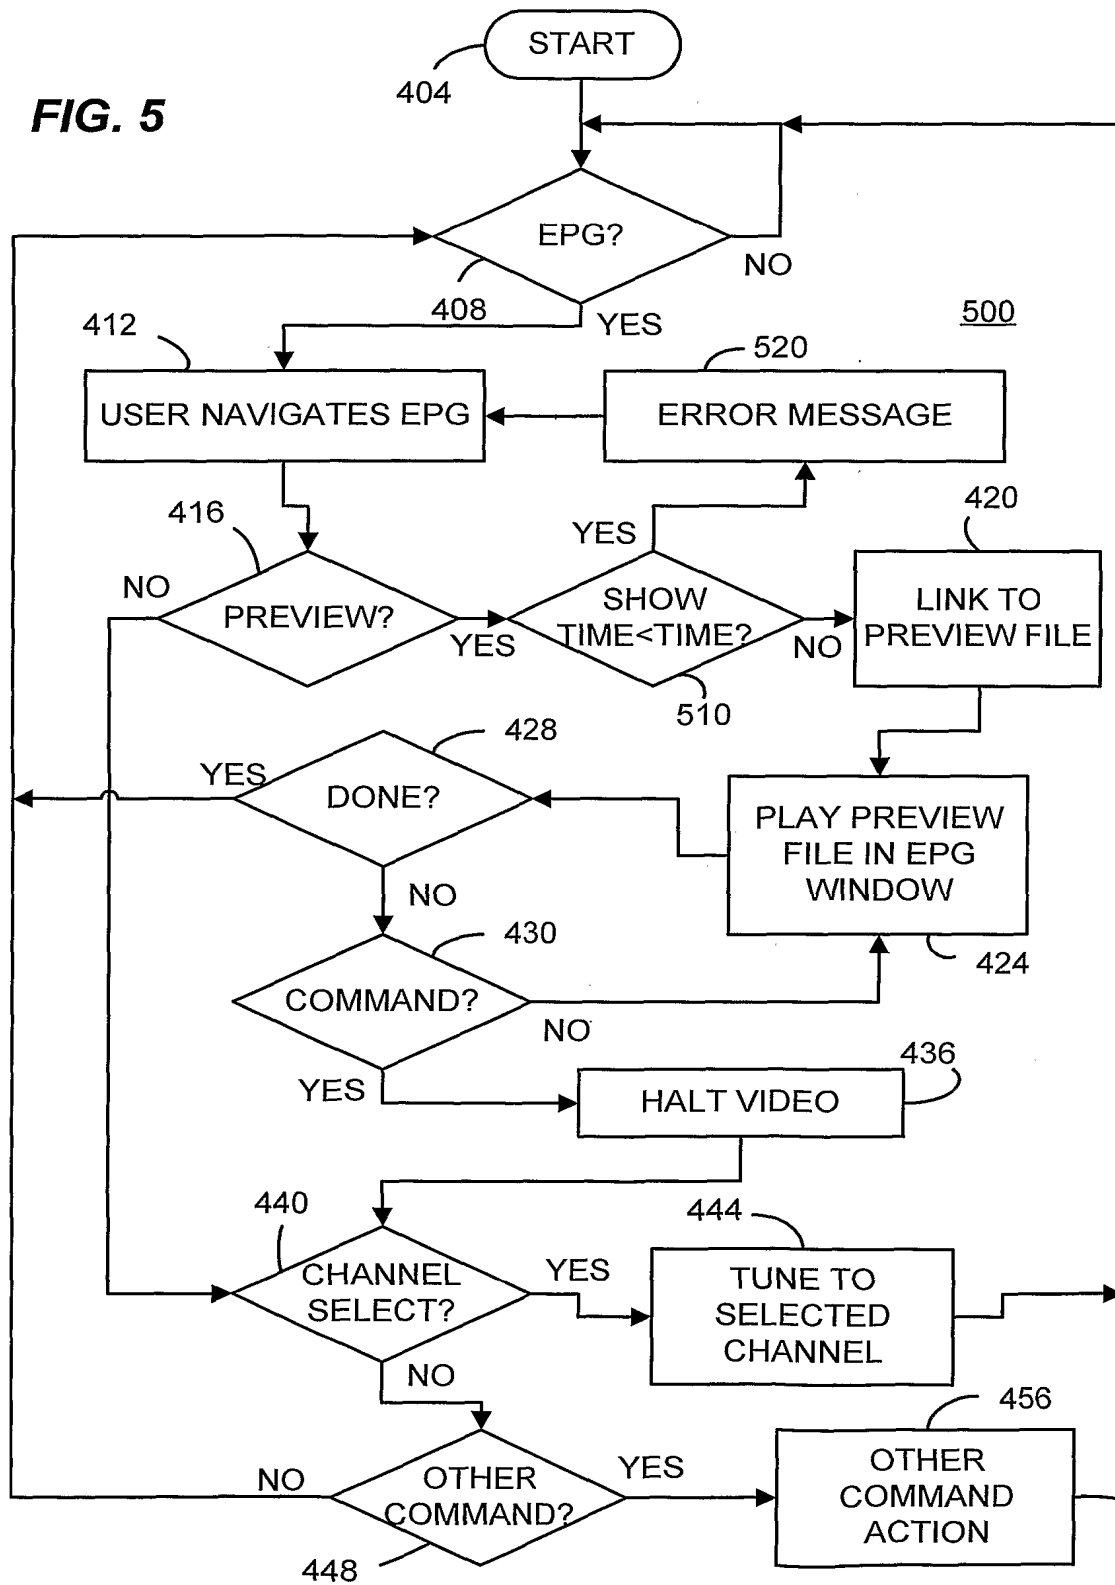 START
404
FIG. 5
EPG?
NO
408
YES
500
412
520
USER NAVIGATES EPG
ERROR MESSAGE
416
YES
420
NO
PREVIEW?
YES
SHOW
TIME<TIME?
NO
LINK TO
PREVIEW FILE
510
428
YES
DONE?
PLAY PREVIEW
FILE IN EPG
WINDOW
NO
430
424
COMMAND?
NO
YES
436
HALT VIDEO
440
444
CHANNEL
SELECT?
YES
TUNE TO
SELECTED
CHANNEL
NO
456
NO
OTHER
COMMAND?
YES
OTHER
COMMAND
ACTION
448